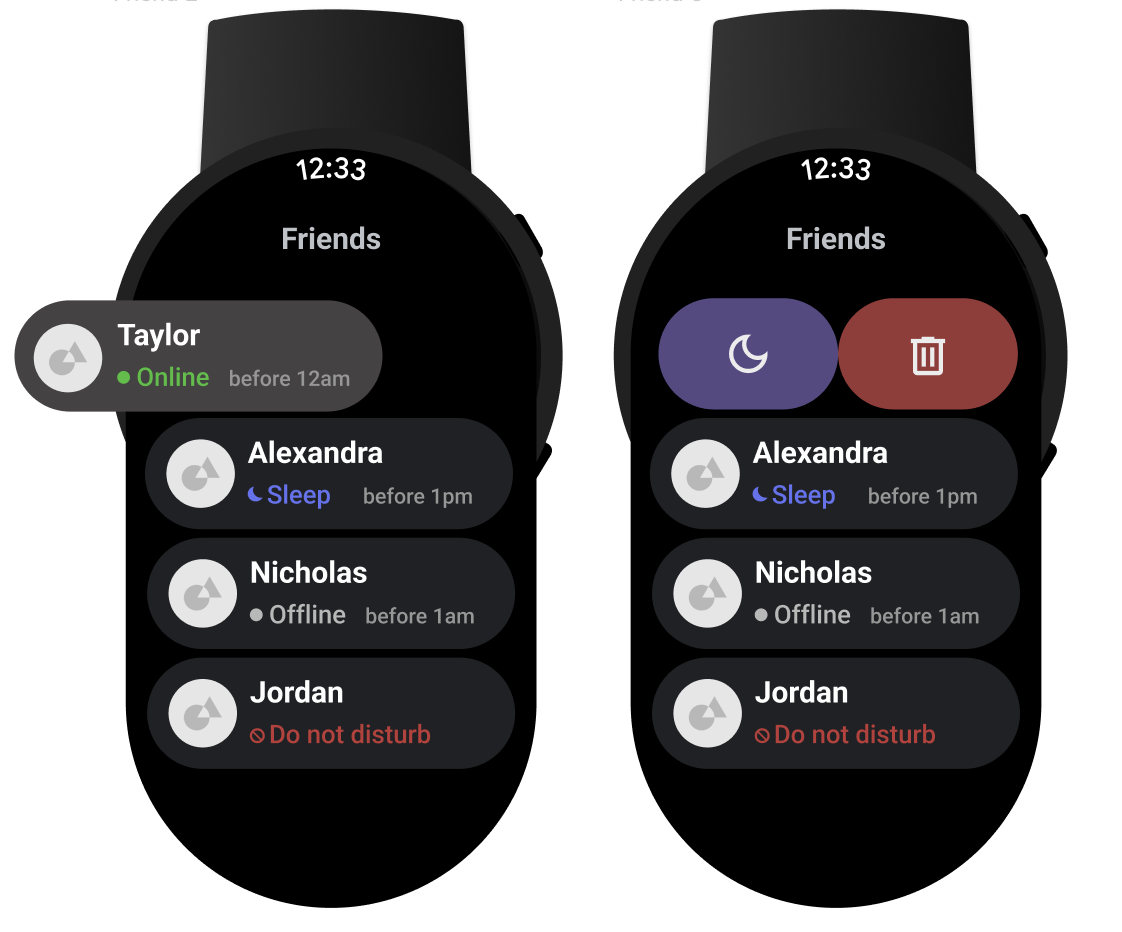 12:33
Friends
Taylor
Online before 12am
Alexandra
Sleep before 1pm
Nicholas
Offline before 1am
Jordan
Do not disturb
12:33
Friends
Alexandra
Sleep before 1pm
Nicholas
Offline before 1am
Jordan
Do not disturb